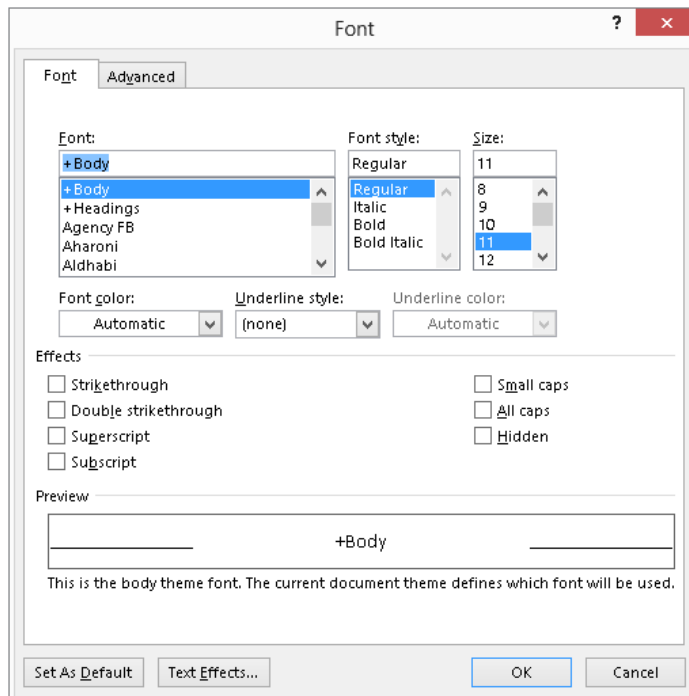 Font
?
Font
Advanced
Font:
Font style:
Size:
+Body
Regular
11
+Body
+Headings
Agency FB
Aharoni
Aldhabi
Regular
Italic
Bold
Bold Italic
8
9
10
11
12
Font color:
Underline style:
Underline color:
Automatic
(none)
Automatic
Effects
Strikethrough
Small caps
Double strikethrough
All caps
Superscript
Hidden
Subscript
Preview
+Body
This is the body theme font. The current document theme defines which font will be used.
Set As Default
Text Effects...
OK
Cancel